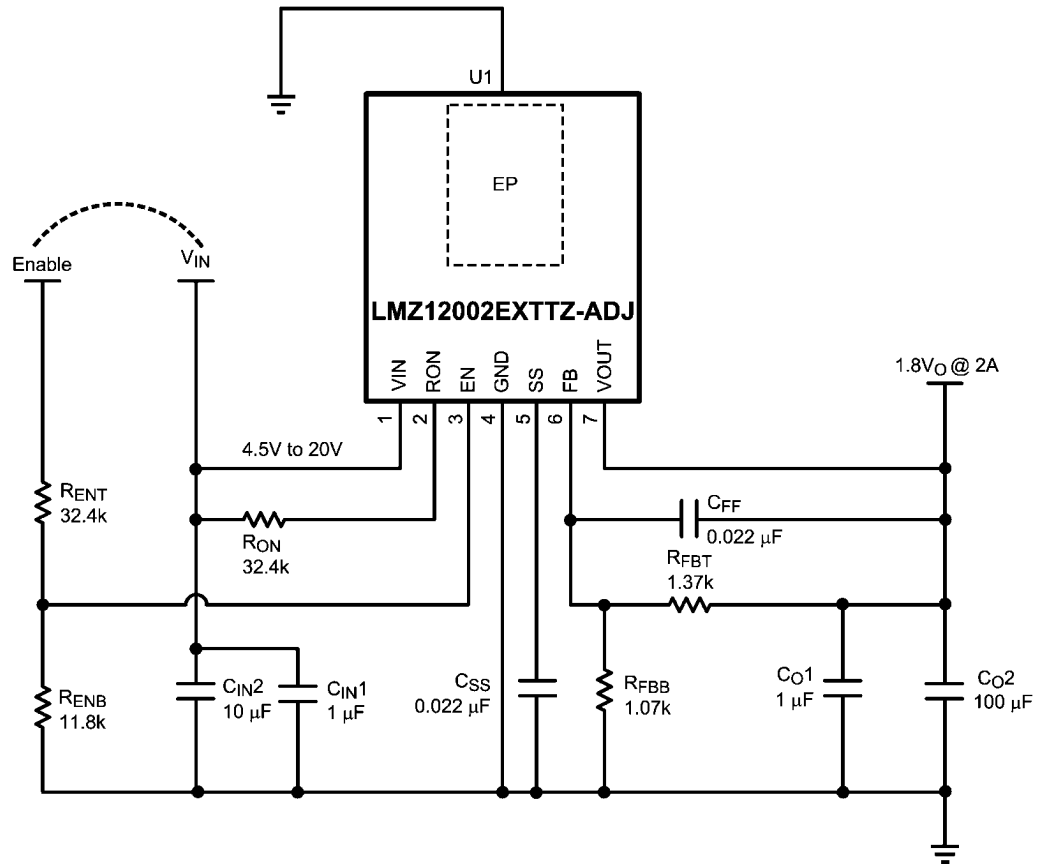 U1
EP
LMZ12002EXTTZ-ADJ
VIN
RON
EN
GND
SS
FB
VOUT
1
2
3
4
5
6
7
Enable
VIN
4.5V to 20V
1.8VO @ 2A
RENT
32.4k
RON
32.4k
CFF
0.022 µF
RFBT
1.37k
RENB
11.8k
CIN2
10 µF
CIN1
1 µF
CSS
0.022 µF
RFBB
1.07k
CO1
1 µF
CO2
100 µF